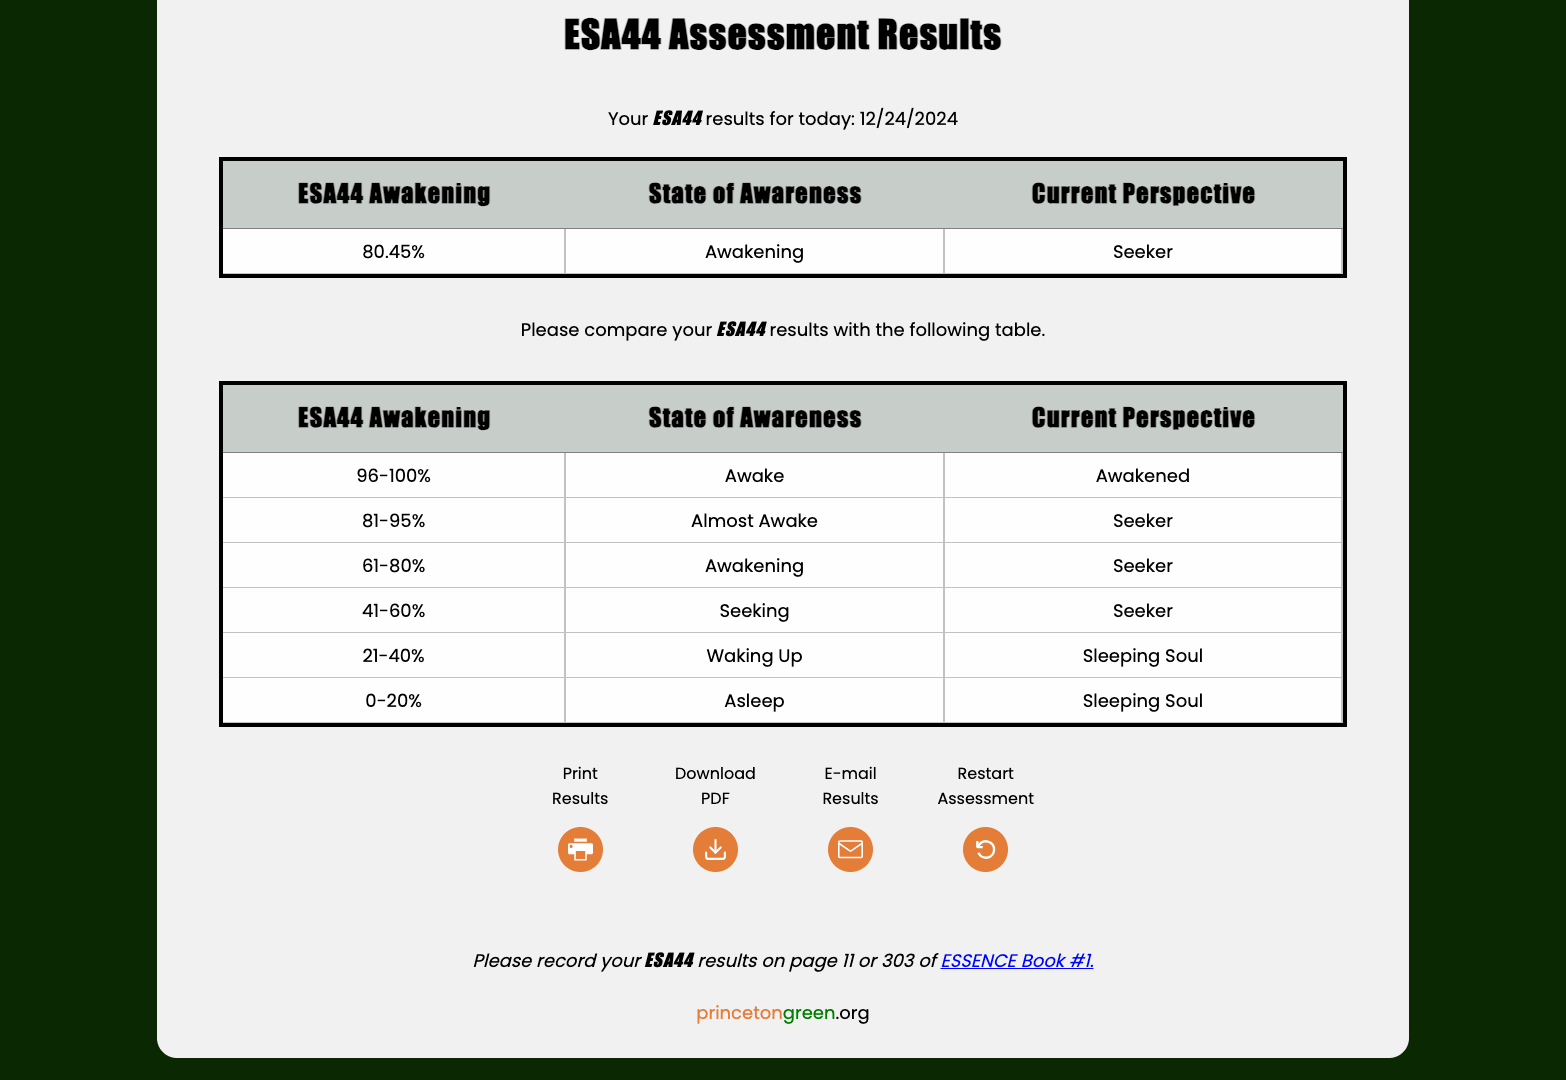 ESA44 Assessment Results
Your ESA44 results for today: 12/24/2024
ESA44 Awakening State of Awareness Current Perspective
80.45% Awakening Seeker
Please compare your ESA44 results with the following table.
ESA44 Awakening State of Awareness Current Perspective
96-100% Awake Awakened
81-95% Almost Awake Seeker
61-80% Awakening Seeker
41-60% Seeking Seeker
21-40% Waking Up Sleeping Soul
0-20% Asleep Sleeping Soul
Print Download E-mail Restart
Results PDF Results Assessment
Please record your ESA44 results on page 11 or 303 of ESSENCE Book #1.
princetongreen.org